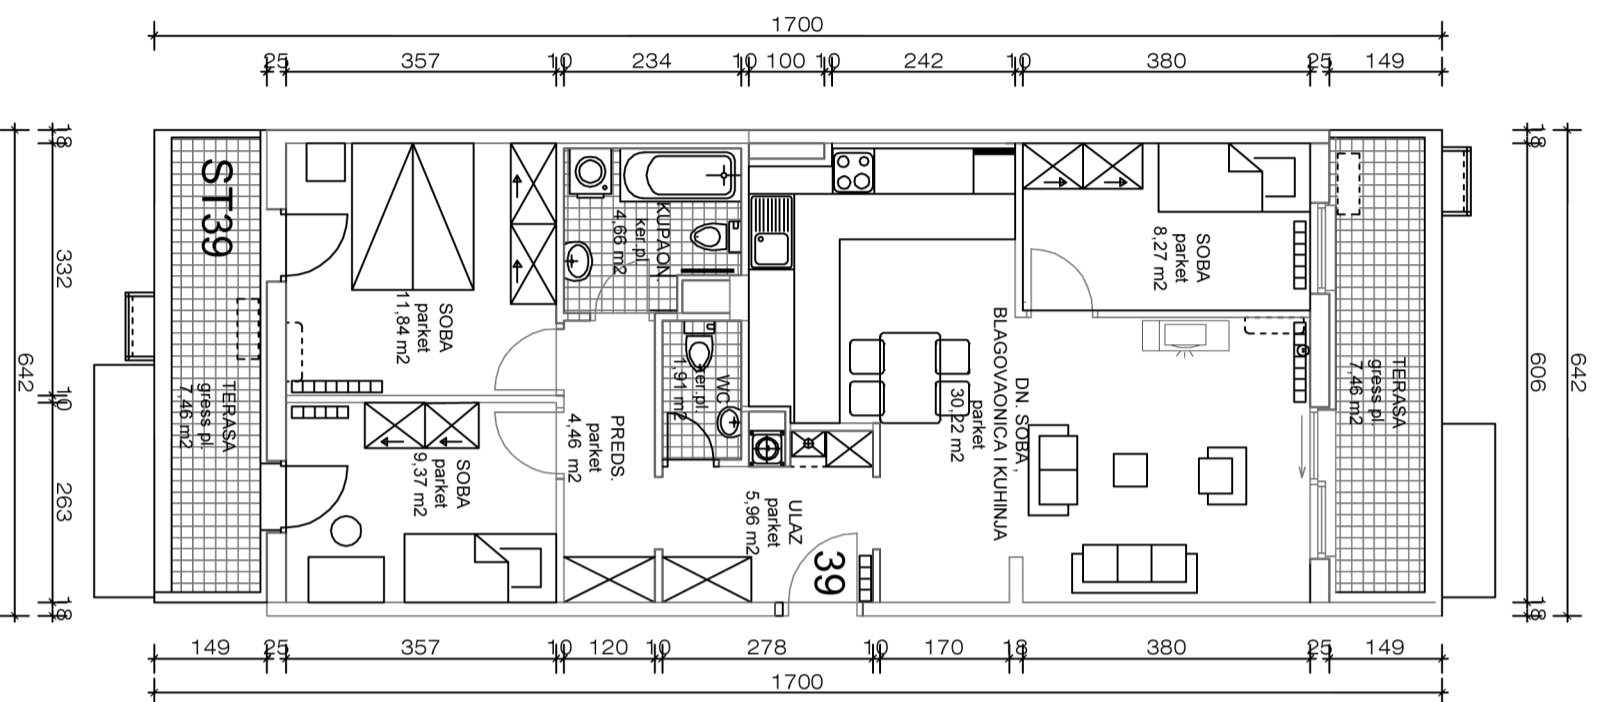 1700
25 357 10 234 10 100 10 242 10 380 25 149
642
18 332 10 263 18
ST39
TERASA
gress pl.
7,46 m2
SOBA
parket
11,84 m2
SOBA
parket
9,37 m2
KUPAON.
ker.pl.
4,66 m2
PREDS.
parket
4,46 m2
WC
ker.pl.
1,91 m2
ULAZ
parket
5,96 m2
39
DN. SOBA ,
BLAGOVAONICA I KUHINJA
parket
30,22 m2
SOBA
parket
8,27 m2
TERASA
gress pl.
7,46 m2
18 606 18
642
149 25 357 10 120 10 278 10 170 18 380 25 149
1700